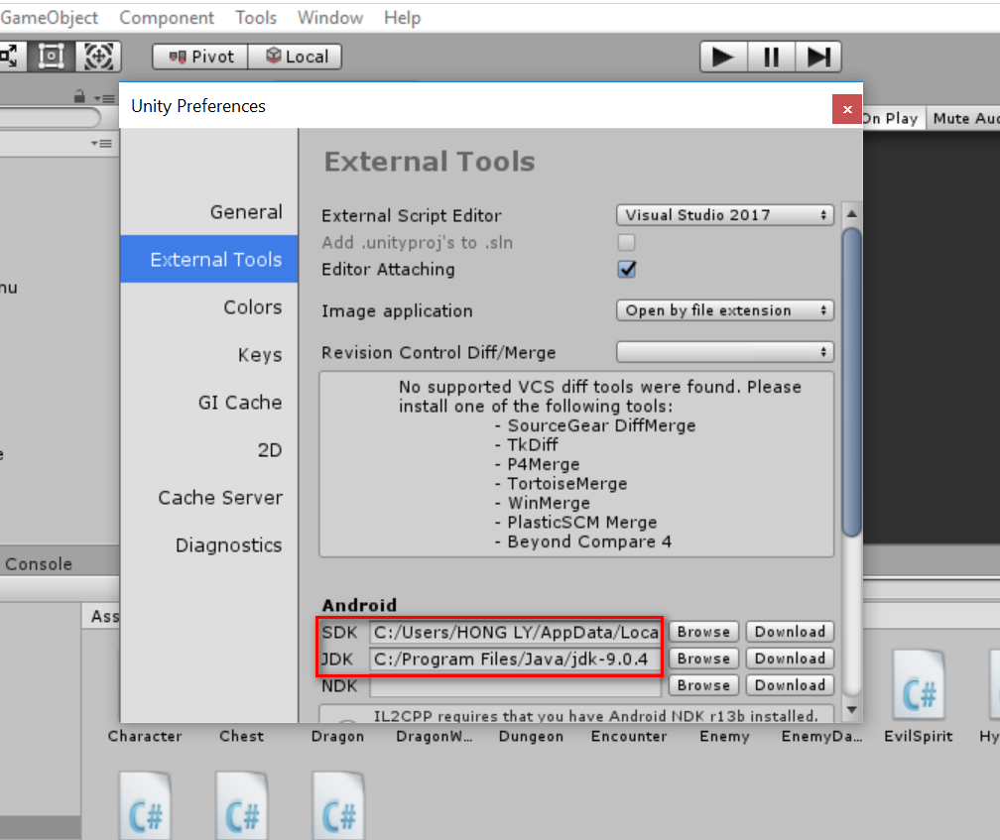 GameObject Component Tools Window Help
Pivot Local
Unity Preferences
On Play Mute Aud
External Tools
General
External Tools
Colors
Keys
GI Cache
2D
Cache Server
Diagnostics
External Script Editor Visual Studio 2017
Add .unityproj's to .sln
Editor Attaching
Image application Open by file extension
Revision Control Diff/Merge
No supported VCS diff tools were found. Please
install one of the following tools:
- SourceGear DiffMerge
- TkDiff
- P4Merge
- TortoiseMerge
- WinMerge
- PlasticSCM Merge
- Beyond Compare 4
Android
SDK C:/Users/HONG LY/AppData/Loca Browse Download
JDK C:/Program Files/Java/jdk-9.0.4 Browse Download
NDK Browse Download
IL2CPP requires that you have Android NDK r13b installed.
nu
e
Console
Ass
Character Chest Dragon DragonW... Dungeon Encounter Enemy EnemyDa... EvilSpirit Hy
C#
C# C# C#